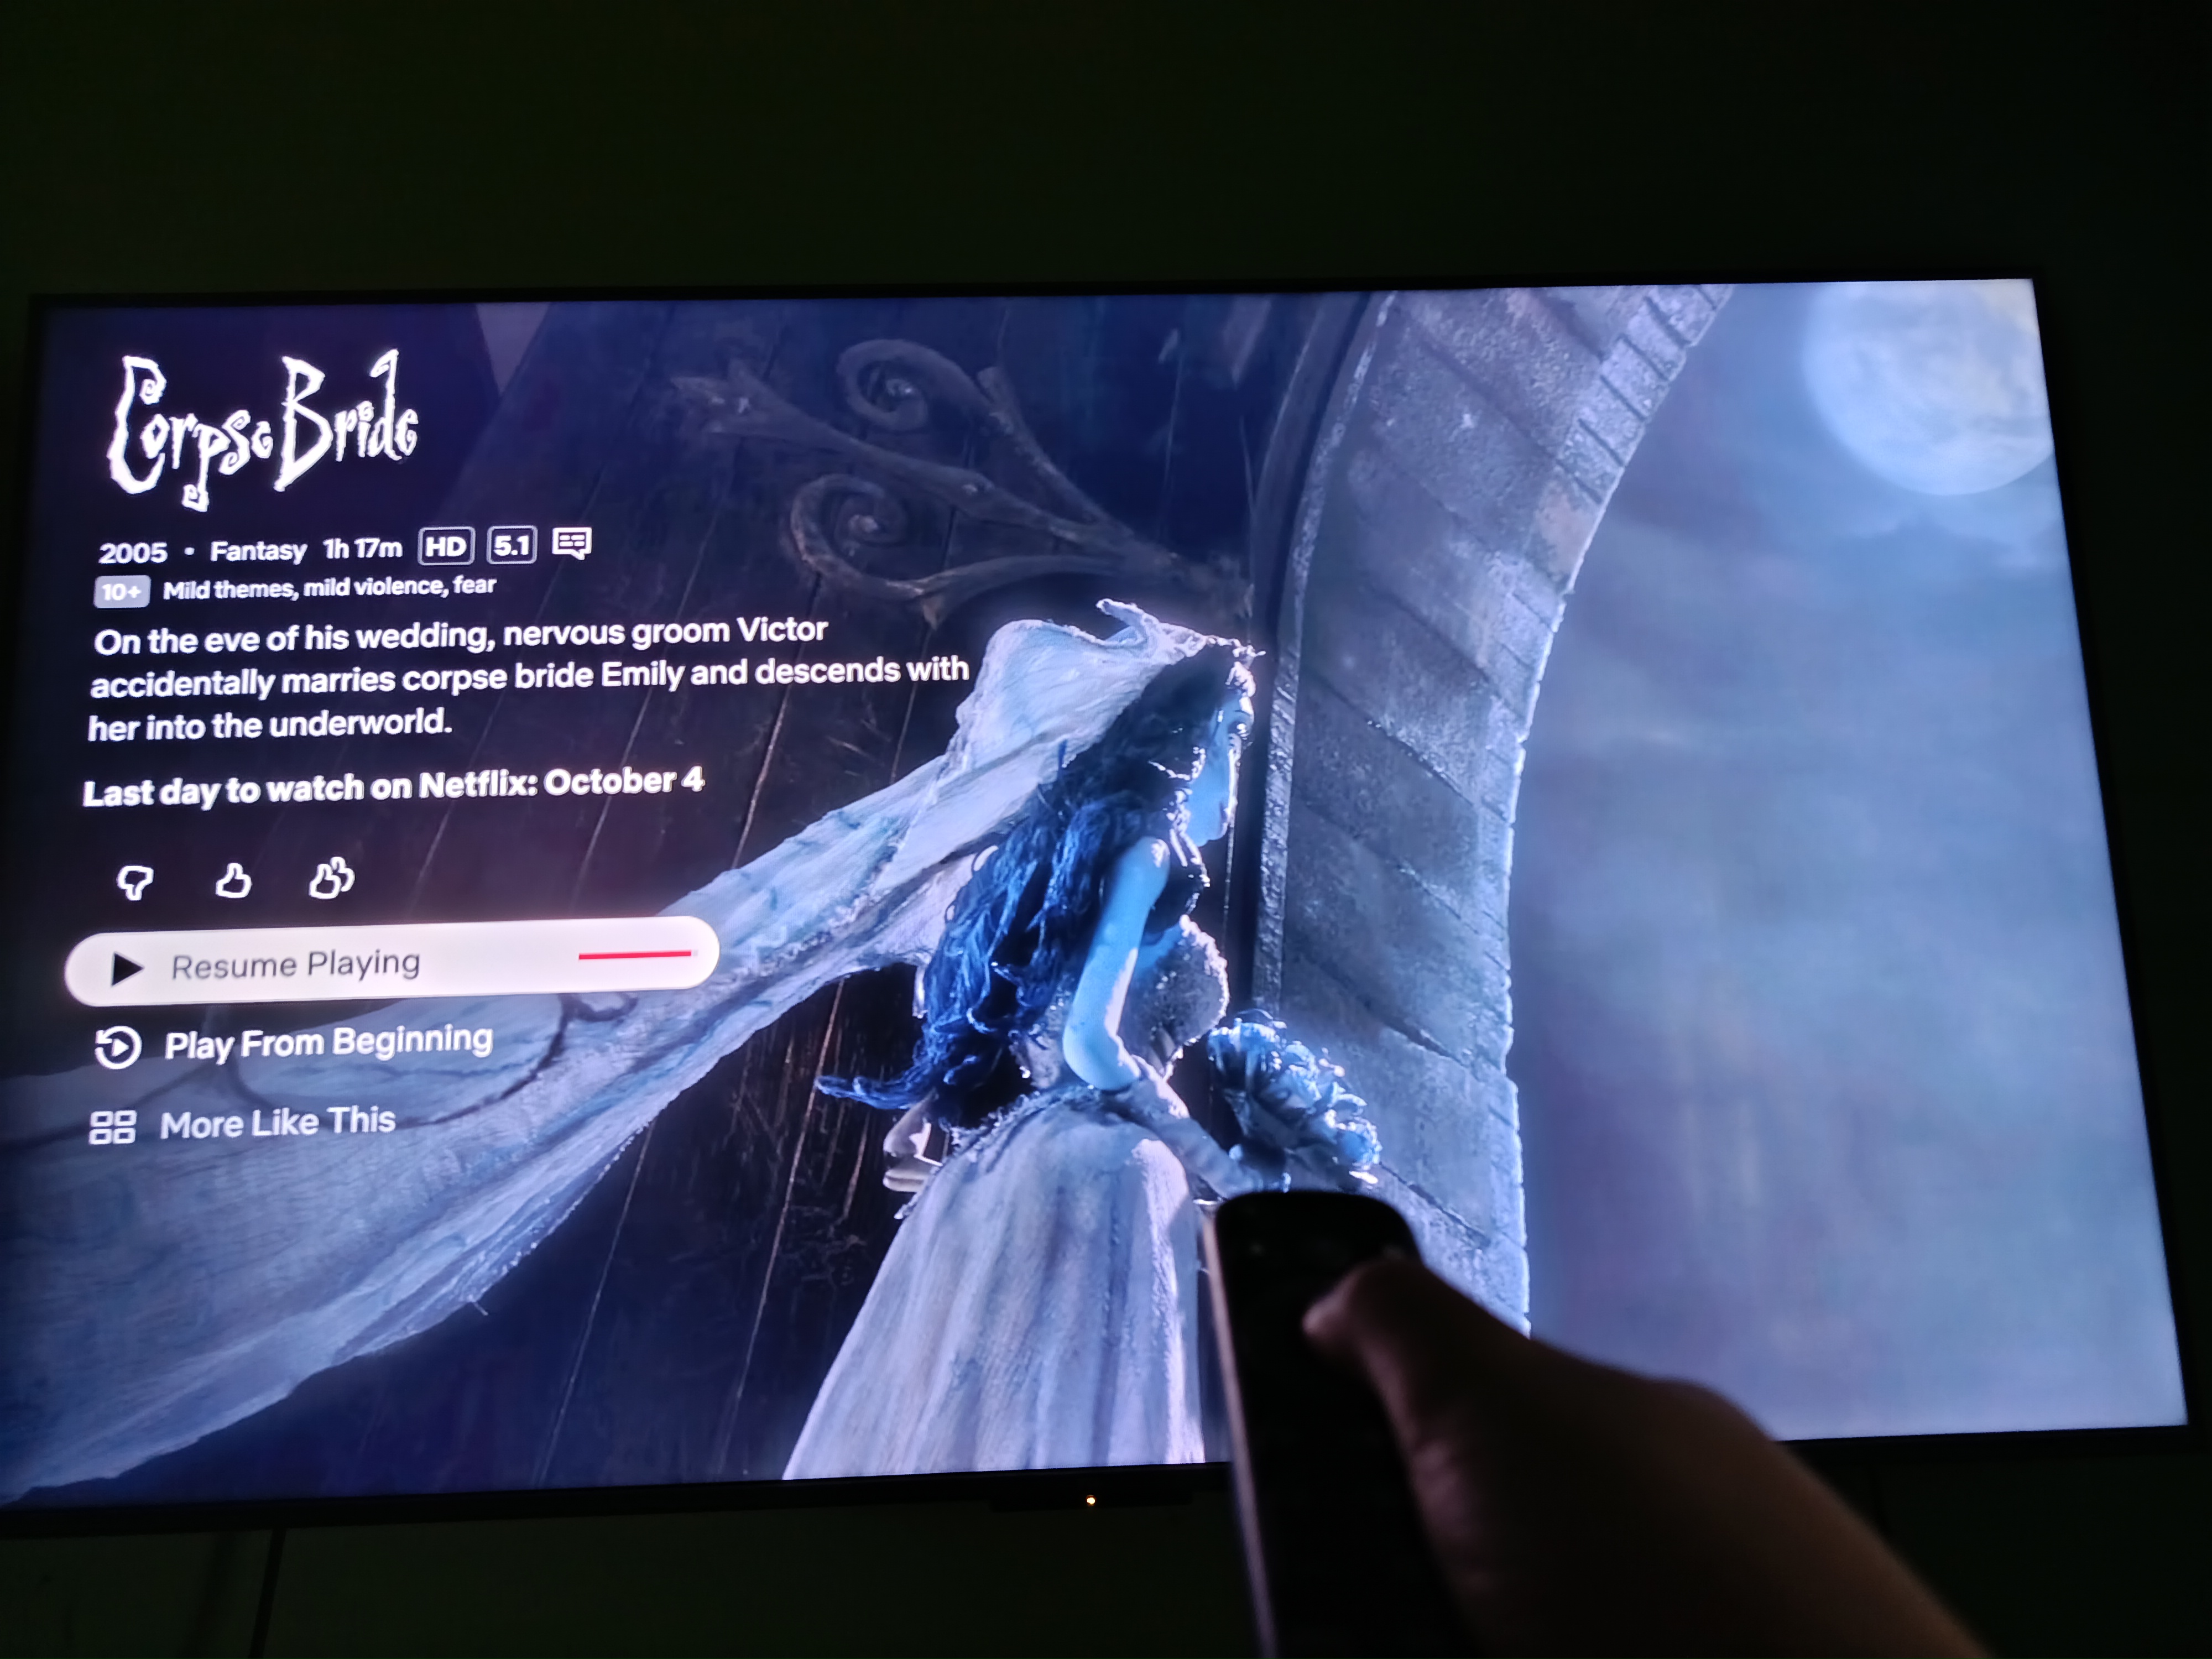 Corpse Bride
2005 • Fantasy 1h 17m HD 5.1
10+ Mild themes, mild violence, fear
On the eve of his wedding, nervous groom Victor
accidentally marries corpse bride Emily and descends with
her into the underworld.
Last day to watch on Netflix: October 4
Resume Playing
Play From Beginning
More Like This